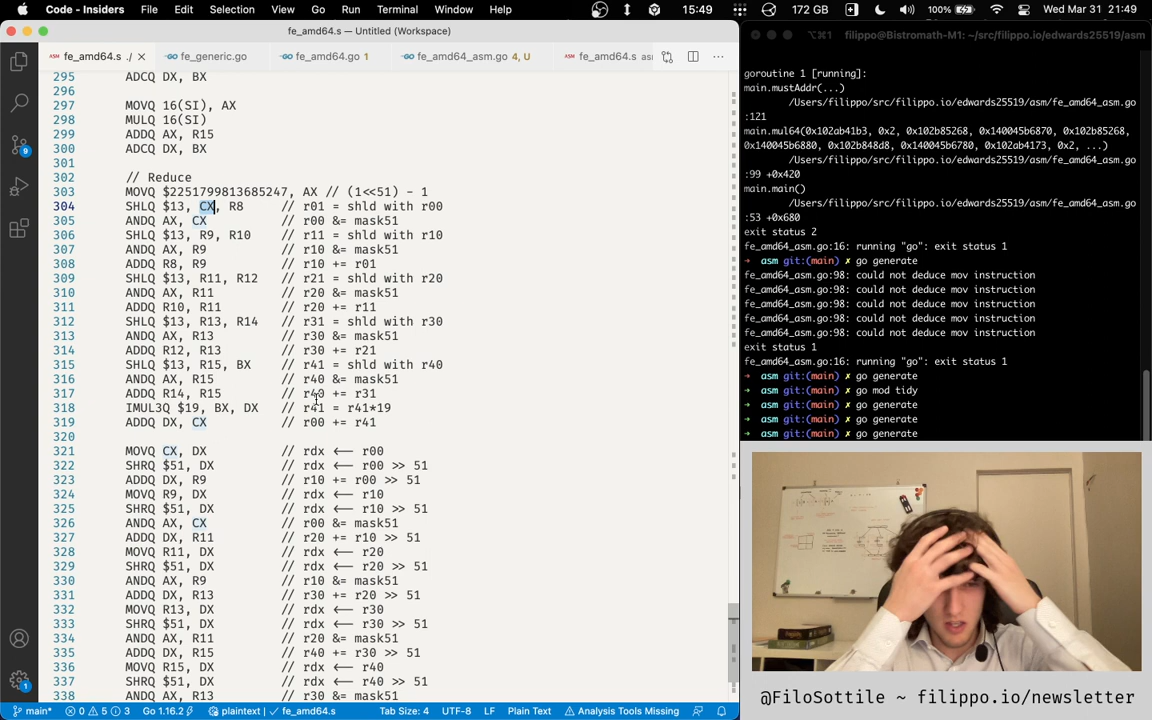 Code - Insiders File Edit Selection View Go Run Terminal Window Help 15:49 172 GB 100% Wed Mar 31 21:49
fe_amd64.s — Untitled (Workspace)
⌥⌘1 filippo@Bistromath-M1: ~/src/filippo.io/edwards25519/asm
ASM fe_amd64.s ./ fe_generic.go fe_amd64.go 1 fe_amd64_asm.go 4, U ASM fe_amd64.s
295 ADCQ DX, BX
296
297 MOVQ 16(SI), AX
298 MULQ 16(SI)
299 ADDQ AX, R15
300 ADCQ DX, BX
301
302 // Reduce
303 MOVQ $2251799813685247, AX // (1<<51) - 1
304 SHLQ $13, CX, R8 // r01 = shld with r00
305 ANDQ AX, CX // r00 &= mask51
306 SHLQ $13, R9, R10 // r11 = shld with r10
307 ANDQ AX, R9 // r10 &= mask51
308 ADDQ R8, R9 // r10 += r01
309 SHLQ $13, R11, R12 // r21 = shld with r20
310 ANDQ AX, R11 // r20 &= mask51
311 ADDQ R10, R11 // r20 += r11
312 SHLQ $13, R13, R14 // r31 = shld with r30
313 ANDQ AX, R13 // r30 &= mask51
314 ADDQ R12, R13 // r30 += r21
315 SHLQ $13, R15, BX // r41 = shld with r40
316 ANDQ AX, R15 // r40 &= mask51
317 ADDQ R14, R15 // r40 += r31
318 IMUL3Q $19, BX, DX // r41 = r41*19
319 ADDQ DX, CX // r00 += r41
320
321 MOVQ CX, DX // rdx <-- r00
322 SHRQ $51, DX // rdx <-- r00 >> 51
323 ADDQ DX, R9 // r10 += r00 >> 51
324 MOVQ R9, DX // rdx <-- r10
325 SHRQ $51, DX // rdx <-- r10 >> 51
326 ANDQ AX, CX // r00 &= mask51
327 ADDQ DX, R11 // r20 += r10 >> 51
328 MOVQ R11, DX // rdx <-- r20
329 SHRQ $51, DX // rdx <-- r20 >> 51
330 ANDQ AX, R9 // r10 &= mask51
331 ADDQ DX, R13 // r30 += r20 >> 51
332 MOVQ R13, DX // rdx <-- r30
333 SHRQ $51, DX // rdx <-- r30 >> 51
334 ANDQ AX, R11 // r20 &= mask51
335 ADDQ DX, R15 // r40 += r30 >> 51
336 MOVQ R15, DX // rdx <-- r40
337 SHRQ $51, DX // rdx <-- r40 >> 51
338 ANDQ AX, R13 // r30 &= mask51
goroutine 1 [running]:
main.mustAddr(...)
/Users/filippo/src/filippo.io/edwards25519/asm/fe_amd64_asm.go
:121
main.mul64(0x102ab41b3, 0x2, 0x102b85268, 0x140045b6870, 0x102b85268,
0x140045b6880, 0x102b848d8, 0x140045b6780, 0x102ab4173, 0x2, ...)
/Users/filippo/src/filippo.io/edwards25519/asm/fe_amd64_asm.go
:99 +0x420
main.main()
/Users/filippo/src/filippo.io/edwards25519/asm/fe_amd64_asm.go
:53 +0x680
exit status 2
fe_amd64_asm.go:16: running "go": exit status 1
➜ asm git:(main) ✗ go generate
fe_amd64_asm.go:98: could not deduce mov instruction
fe_amd64_asm.go:98: could not deduce mov instruction
fe_amd64_asm.go:98: could not deduce mov instruction
fe_amd64_asm.go:98: could not deduce mov instruction
fe_amd64_asm.go:98: could not deduce mov instruction
exit status 1
fe_amd64_asm.go:16: running "go": exit status 1
➜ asm git:(main) ✗ go generate
➜ asm git:(main) ✗ go mod tidy
➜ asm git:(main) ✗ go generate
➜ asm git:(main) ✗ go generate
➜ asm git:(main) ✗ go generate
@FiloSottile ~ filippo.io/newsletter
main* 0 5 3 Go 1.16.2 plaintext | fe_amd64.s Tab Size: 4 UTF-8 LF Plain Text Analysis Tools Missing